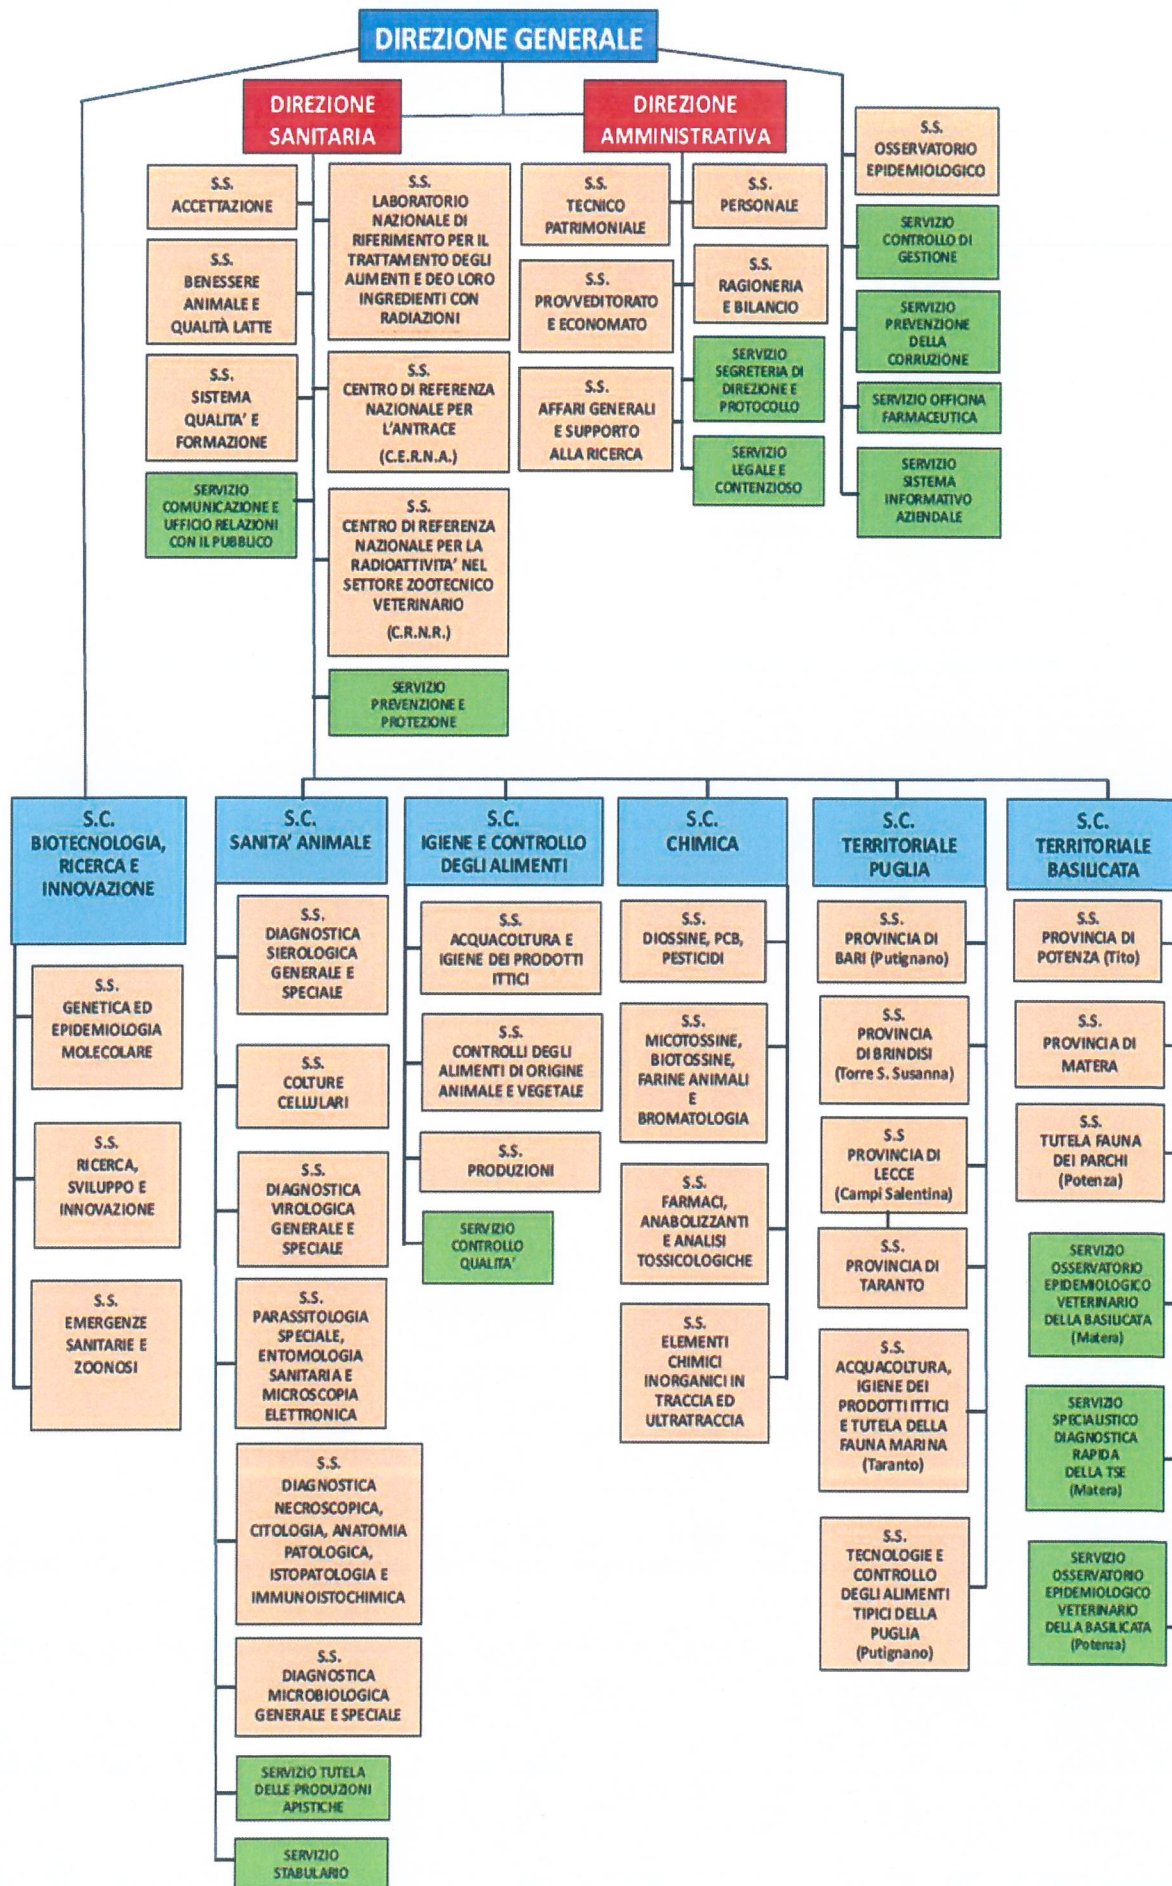 DIREZIONE GENERALE
DIREZIONE
SANITARIA
DIREZIONE
AMMINISTRATIVA
S.S.
ACCETTAZIONE
S.S.
BENESSERE
ANIMALE E
QUALITÀ LATTE
S.S.
SISTEMA
QUALITA' E
FORMAZIONE
SERVIZIO
COMUNICAZIONE E
UFFICIO RELAZIONI
CON IL PUBBLICO
S.S.
LABORATORIO
NAZIONALE DI
RIFERIMENTO PER IL
TRATTAMENTO DEGLI
ALIMENTI E DEO LORO
INGREDIENTI CON
RADIAZIONI
S.S.
CENTRO DI REFERENZA
NAZIONALE PER
L'ANTRACE
(C.E.R.N.A.)
S.S.
CENTRO DI REFERENZA
NAZIONALE PER LA
RADIOATTIVITA' NEL
SETTORE ZOOTECNICO
VETERINARIO
(C.R.N.R.)
SERVIZIO
PREVENZIONE E
PROTEZIONE
S.S.
TECNICO
PATRIMONIALE
S.S.
PROVVEDITORATO
E ECONOMATO
S.S.
AFFARI GENERALI
E SUPPORTO
ALLA RICERCA
S.S.
PERSONALE
S.S.
RAGIONERIA
E BILANCIO
SERVIZIO
SEGRETERIA DI
DIREZIONE E
PROTOCOLLO
SERVIZIO
LEGALE E
CONTENZIOSO
S.S.
OSSERVATORIO
EPIDEMIOLOGICO
SERVIZIO
CONTROLLO DI
GESTIONE
SERVIZIO
PREVENZIONE
DELLA
CORRUZIONE
SERVIZIO OFFICINA
FARMACEUTICA
SERVIZIO
SISTEMA
INFORMATIVO
AZIENDALE
S.C.
BIOTECNOLOGIA,
RICERCA E
INNOVAZIONE
S.S.
GENETICA ED
EPIDEMIOLOGIA
MOLECOLARE
S.S.
RICERCA,
SVILUPPO E
INNOVAZIONE
S.S.
EMERGENZE
SANITARIE E
ZOONOSI
S.C.
SANITA' ANIMALE
S.S.
DIAGNOSTICA
SIEROLOGICA
GENERALE E
SPECIALE
S.S.
COLTURE
CELLULARI
S.S.
DIAGNOSTICA
VIROLOGICA
GENERALE E
SPECIALE
S.S.
PARASSITOLOGIA
SPECIALE,
ENTOMOLOGIA
SANITARIA E
MICROSCOPIA
ELETTRONICA
S.S.
DIAGNOSTICA
NECROSCOPICA,
CITOLOGIA, ANATOMIA
PATOLOGICA,
ISTOPATOLOGIA E
IMMUNOISTOCHIMICA
S.S.
DIAGNOSTICA
MICROBIOLOGICA
GENERALE E SPECIALE
SERVIZIO TUTELA
DELLE PRODUZIONI
APISTICHE
SERVIZIO
STABULARIO
S.C.
IGIENE E CONTROLLO
DEGLI ALIMENTI
S.S.
ACQUACOLTURA E
IGIENE DEI PRODOTTI
ITTICI
S.S.
CONTROLLI DEGLI
ALIMENTI DI ORIGINE
ANIMALE E VEGETALE
S.S.
PRODUZIONI
SERVIZIO
CONTROLLO
QUALITA'
S.C.
CHIMICA
S.S.
DIOSSINE, PCB,
PESTICIDI
S.S.
MICOTOSSINE,
BIOTOSSINE,
FARINE ANIMALI
E
BROMATOLOGIA
S.S.
FARMACI,
ANABOLIZZANTI
E ANALISI
TOSSICOLOGICHE
S.S.
ELEMENTI
CHIMICI
INORGANICI IN
TRACCIA ED
ULTRATRACCIA
S.C.
TERRITORIALE
PUGLIA
S.S.
PROVINCIA DI
BARI (Putignano)
S.S.
PROVINCIA
DI BRINDISI
(Torre S. Susanna)
S.S
PROVINCIA DI
LECCE
(Campi Salentina)
S.S.
PROVINCIA DI
TARANTO
S.S.
ACQUACOLTURA,
IGIENE DEI
PRODOTTI ITTICI
E TUTELA DELLA
FAUNA MARINA
(Taranto)
S.S.
TECNOLOGIE E
CONTROLLO
DEGLI ALIMENTI
TIPICI DELLA
PUGLIA
(Putignano)
S.C.
TERRITORIALE
BASILICATA
S.S.
PROVINCIA DI
POTENZA (Tito)
S.S.
PROVINCIA DI
MATERA
S.S.
TUTELA FAUNA
DEI PARCHI
(Potenza)
SERVIZIO
OSSERVATORIO
EPIDEMIOLOGICO
VETERINARIO
DELLA BASILICATA
(Matera)
SERVIZIO
SPECIALISTICO
DIAGNOSTICA
RAPIDA
DELLA TSE
(Matera)
SERVIZIO
OSSERVATORIO
EPIDEMIOLOGICO
VETERINARIO
DELLA BASILICATA
(Potenza)